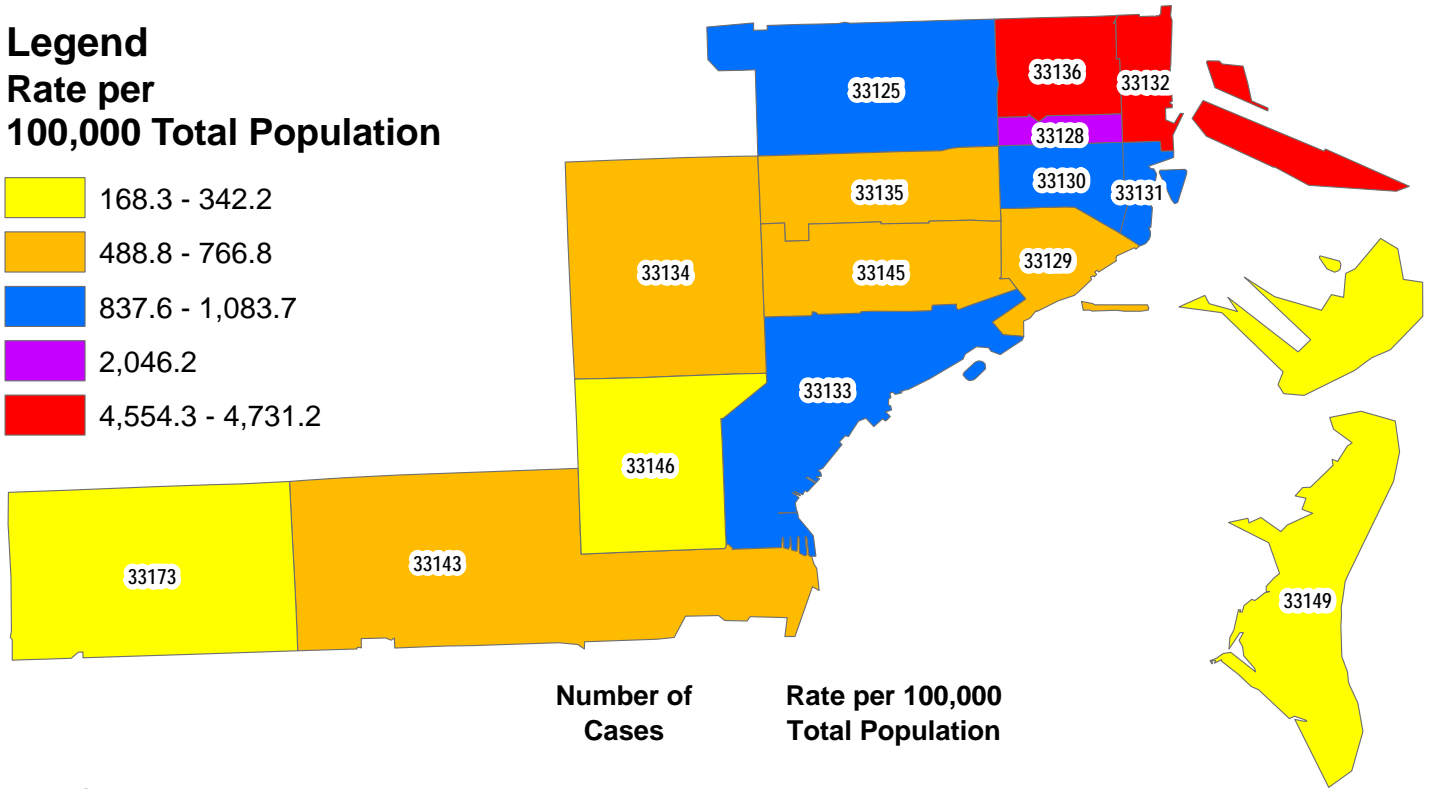 Legend
Rate per
100,000 Total Population
168.3 - 342.2
488.8 - 766.8
837.6 - 1,083.7
2,046.2
4,554.3 - 4,731.2
33136
33132
33125
33128
33130
33131
33135
33129
33134
33145
33133
33146
33143
33173
33149
Number of
Cases
Rate per 100,000
Total Population